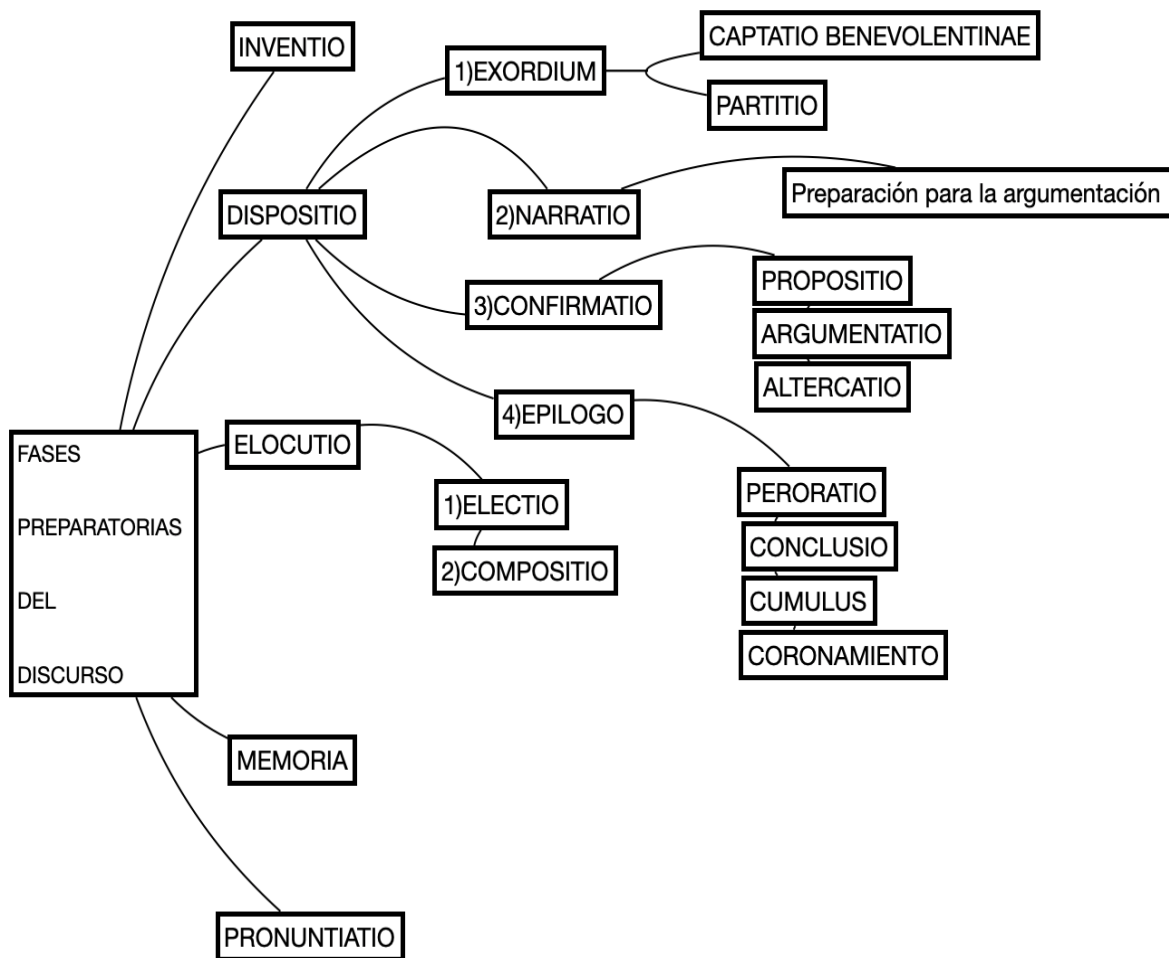 INVENTIO
CAPTATIO BENEVOLENTINAE
1)EXORDIUM
PARTITIO
DISPOSITIO
2)NARRATIO
Preparación para la argumentación
3)CONFIRMATIO
PROPOSITIO
ARGUMENTATIO
ALTERCATIO
4)EPILOGO
PERORATIO
CONCLUSIO
CUMULUS
CORONAMIENTO
FASES
PREPARATORIAS
DEL
DISCURSO
ELOCUTIO
1)ELECTIO
2)COMPOSITIO
MEMORIA
PRONUNTIATIO